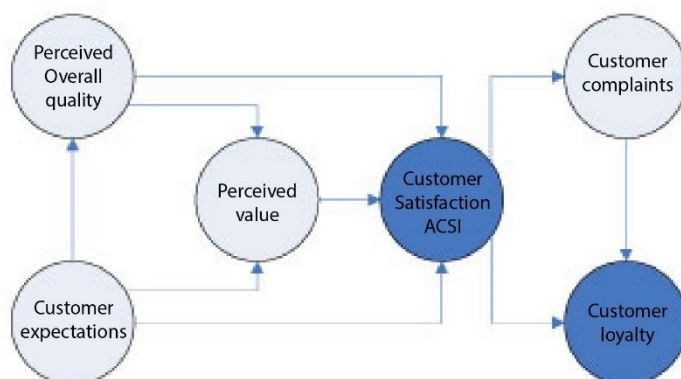 Perceived
Overall
quality
Customer
complaints
Perceived
value
Customer
Satisfaction
ACSI
Customer
expectations
Customer
loyalty